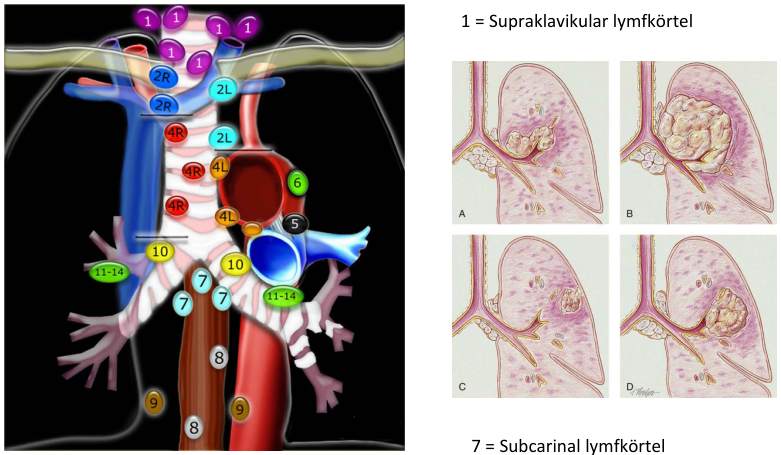 1 = Supraklavikular lymfkörtel
1
1
1
1
1
1
2R
2L
2R
4R
2L
4R
4L
6
4R
4L
5
10
10
11-14
7
11-14
7
7
8
9
9
8
A
B
C
D
7 = Subcarinal lymfkörtel